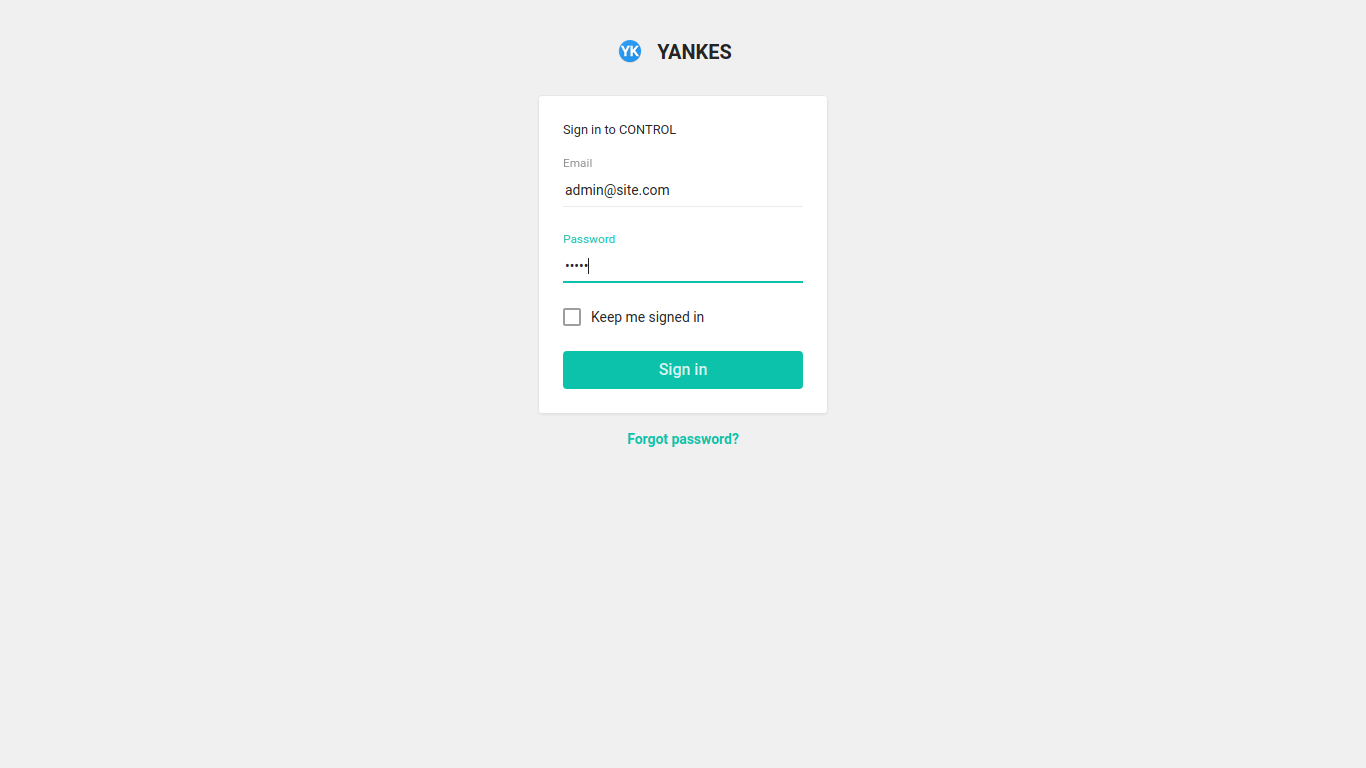 YK YANKES
Sign in to CONTROL
Email
admin@site.com
Password
•••••
Keep me signed in
Sign in
Forgot password?